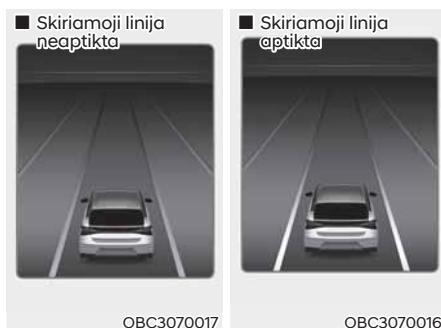 ■ Skiriamoji linija
neaptikta
OBC3070017
■ Skiriamoji linija
aptikta
OBC3070016